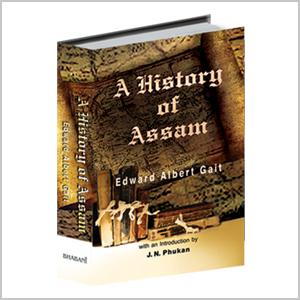 A History
of
Assam
Edward Albert Gait
with an Introduction by
J. N. Phukan
A History of Assam
Edward Albert Gait
BHABANI